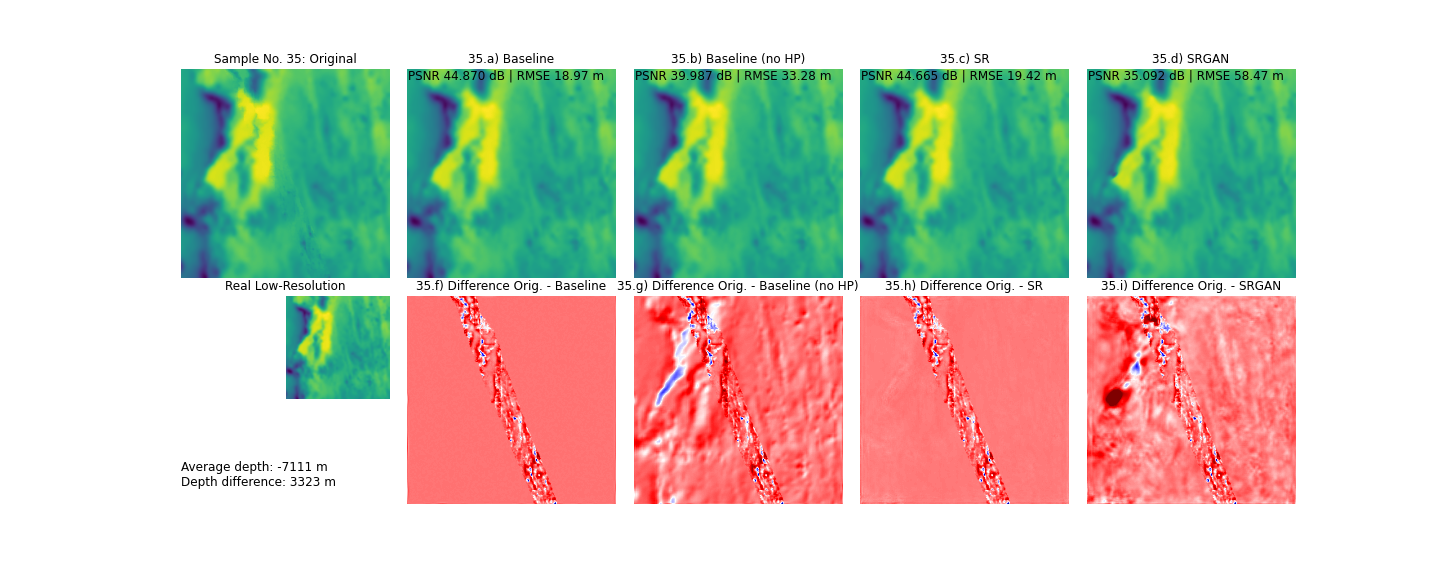 Sample No. 35: Original
35.a) Baseline
35.b) Baseline (no HP)
35.c) SR
35.d) SRGAN
PSNR 44.870 dB | RMSE 18.97 m
PSNR 39.987 dB | RMSE 33.28 m
PSNR 44.665 dB | RMSE 19.42 m
PSNR 35.092 dB | RMSE 58.47 m
Real Low-Resolution
35.f) Difference Orig. - Baseline
35.g) Difference Orig. - Baseline (no HP)
35.h) Difference Orig. - SR
35.i) Difference Orig. - SRGAN
Average depth: -7111 m
Depth difference: 3323 m